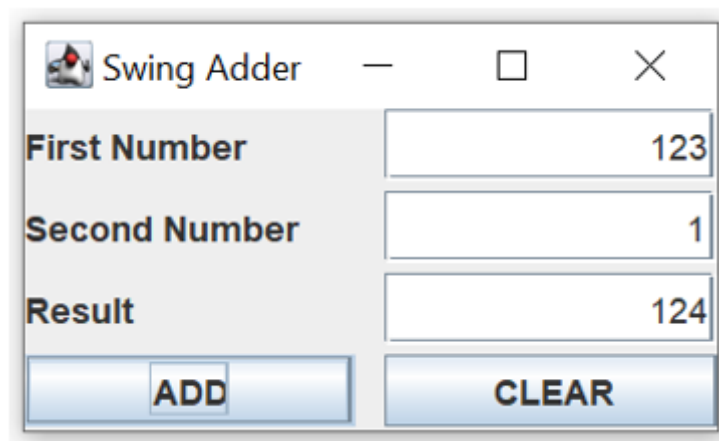 Swing Adder
First Number 123
Second Number 1
Result 124
ADD CLEAR